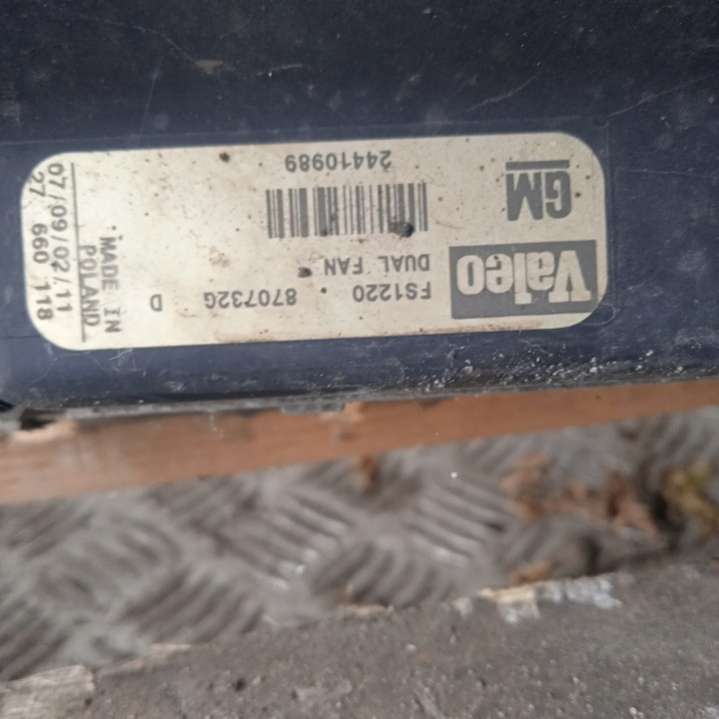 Valeo
FS1220 870732G D
DUAL FAN
GM
24410989
MADE IN
POLAND
07/09/02/11
27 660 118